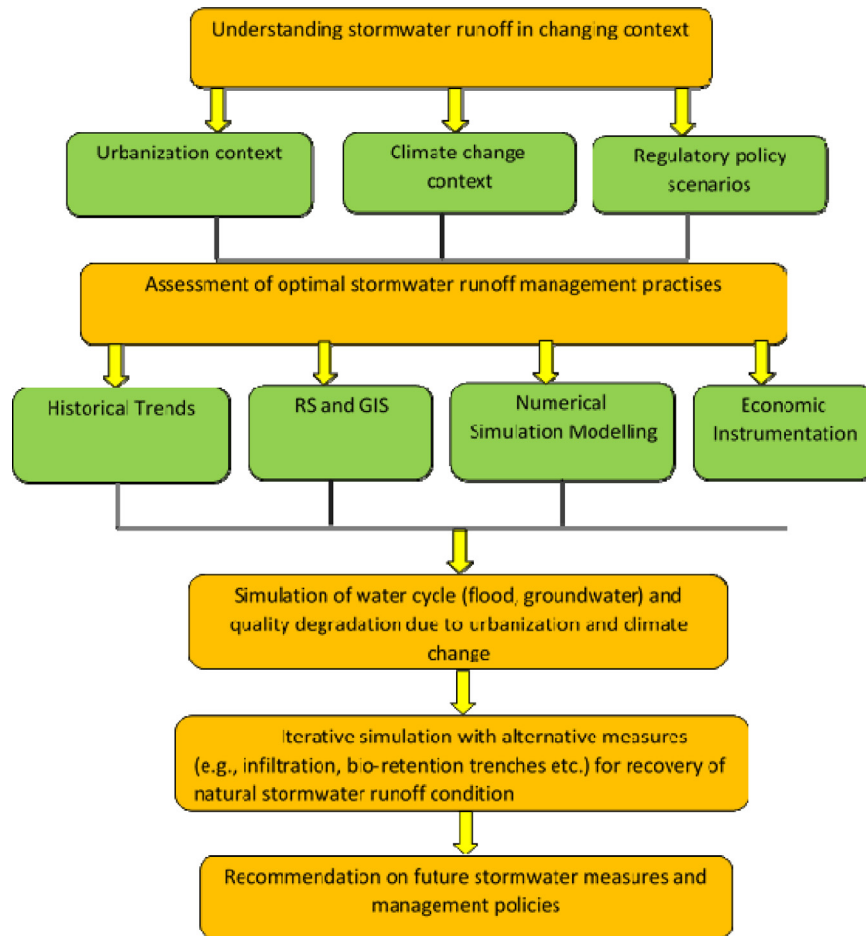 Understanding stormwater runoff in changing context
Urbanization context
Climate change
context
Regulatory policy
scenarios
Assessment of optimal stormwater runoff management practises
Historical Trends
RS and GIS
Numerical
Simulation Modelling
Economic
Instrumentation
Simulation of water cycle (flood, groundwater) and
quality degradation due to urbanization and climate
change
Iterative simulation with alternative measures
(e.g., infiltration, bio-retention trenches etc.) for recovery of
natural stormwater runoff condition
Recommendation on future stormwater measures and
management policies